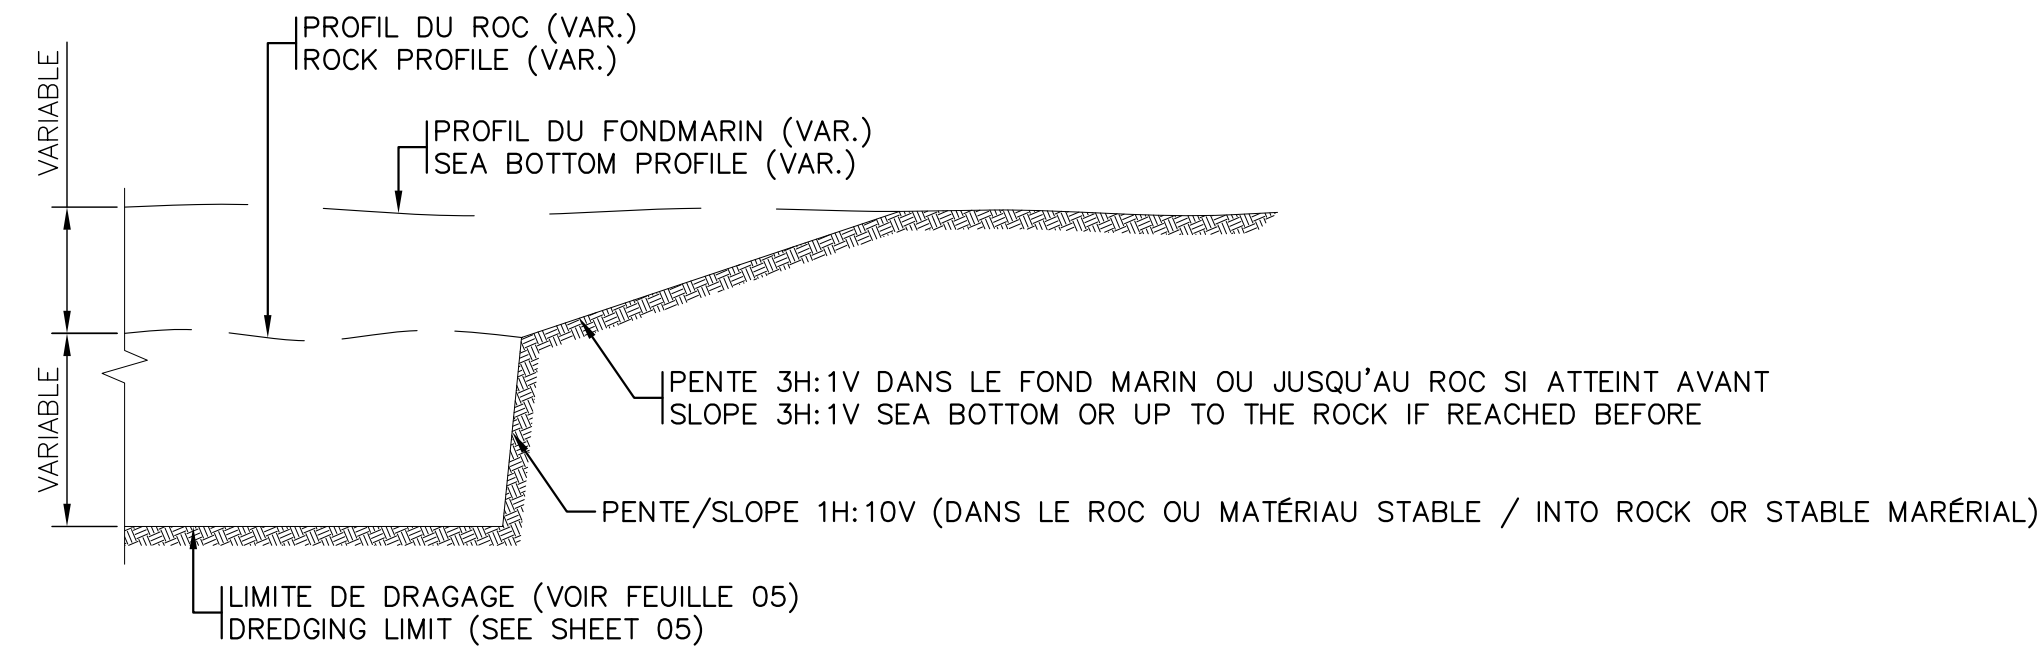 PROFIL DU ROC (VAR.)
ROCK PROFILE (VAR.)
VARIABLE
PROFIL DU FONDMARIN (VAR.)
SEA BOTTOM PROFILE (VAR.)
VARIABLE
PENTE 3H:1V DANS LE FOND MARIN OU JUSQU'AU ROC SI ATTEINT AVANT
SLOPE 3H:1V SEA BOTTOM OR UP TO THE ROCK IF REACHED BEFORE
PENTE/SLOPE 1H:10V (DANS LE ROC OU MATÉRIAU STABLE / INTO ROCK OR STABLE MARÉRIAL)
LIMITE DE DRAGAGE (VOIR FEUILLE 05)
DREDGING LIMIT (SEE SHEET 05)